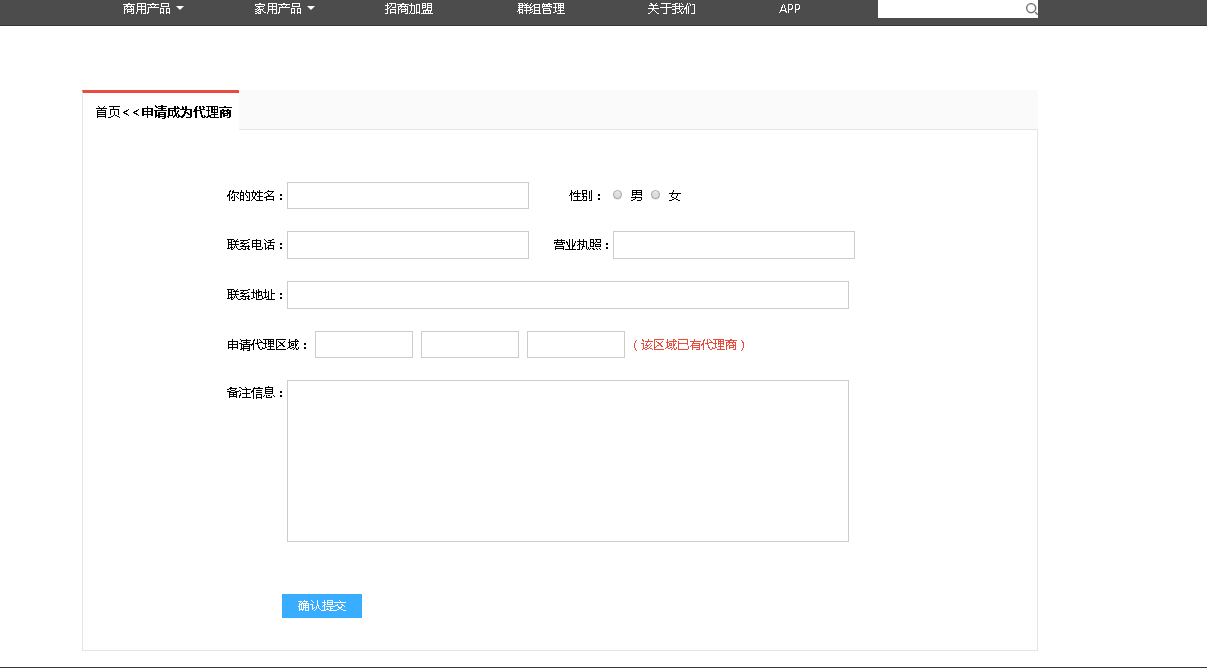 商用产品 家用产品 招商加盟 群组管理 关于我们 APP
首页<<申请成为代理商
你的姓名： 性别： 男 女
联系电话： 营业执照：
联系地址：
申请代理区域： （该区域已有代理商）
备注信息：
确认提交